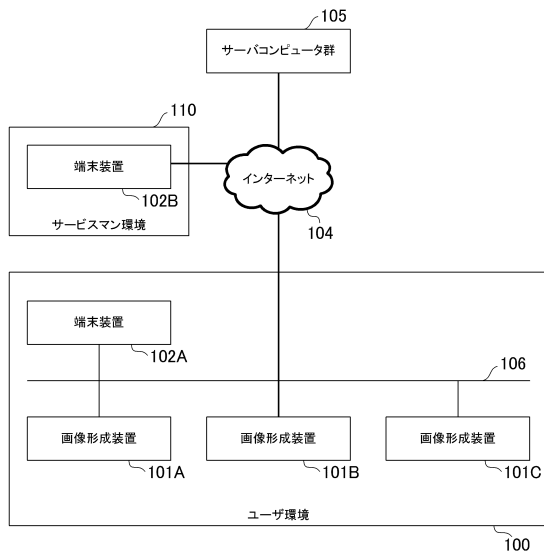 105
サーバコンピュータ群
110
端末装置
102B
サービスマン環境
インターネット
104
端末装置
102A
106
画像形成装置
101A
画像形成装置
101B
画像形成装置
101C
ユーザ環境
100